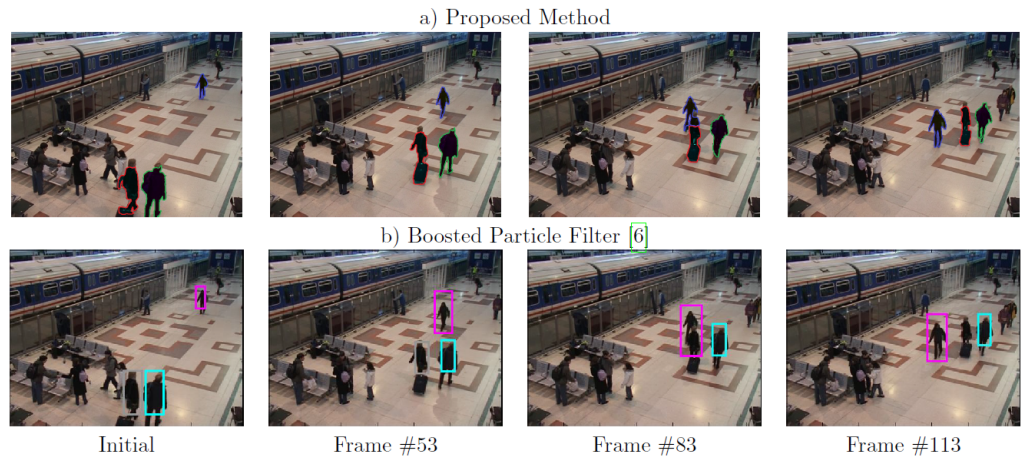 a) Proposed Method
b) Boosted Particle Filter [6]
Initial Frame #53 Frame #83 Frame #113